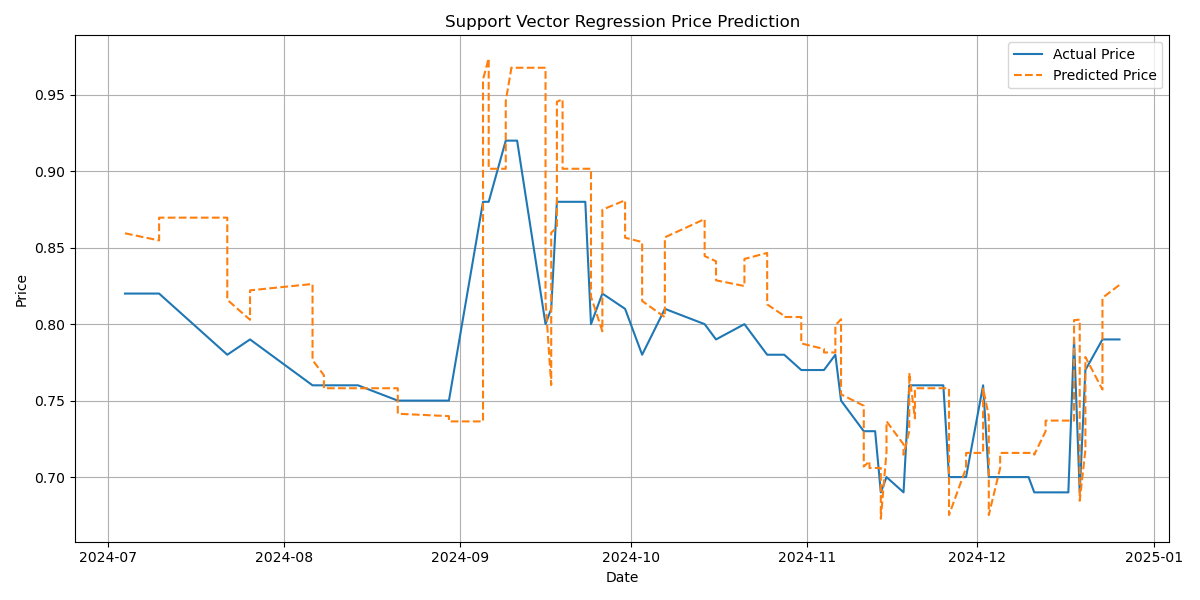 Support Vector Regression Price Prediction
Actual Price
Predicted Price
Price
0.95
0.90
0.85
0.80
0.75
0.70
2024-07
2024-08
2024-09
2024-10
2024-11
2024-12
2025-01
Date